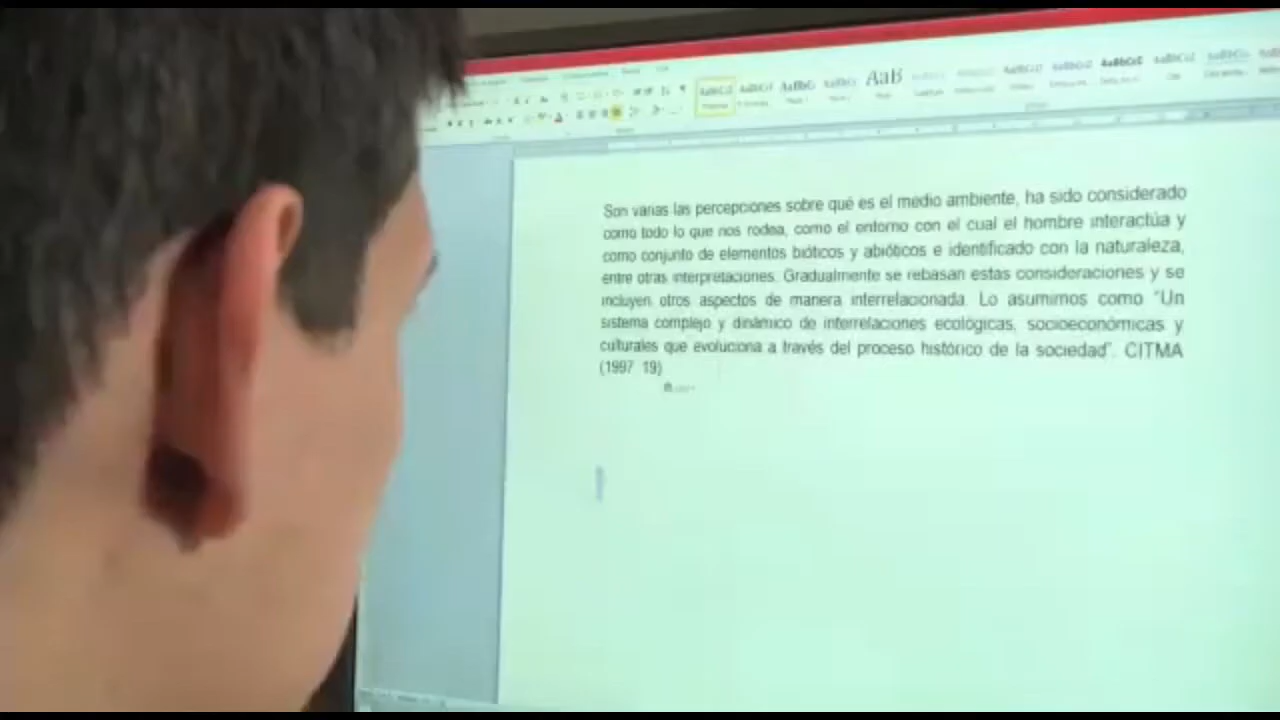 AaB
Son varias las percepciones sobre qué es el medio ambiente, ha sido considerado
como todo lo que nos rodea, como el entorno con el cual el hombre interactúa y
como conjunto de elementos bióticos y abióticos e identificado con la naturaleza,
entre otras interpretaciones. Gradualmente se rebasan estas consideraciones y se
incluyen otros aspectos de manera interrelacionada. Lo asumimos como “Un
sistema complejo y dinámico de interrelaciones ecológicas, socioeconómicas y
culturales que evoluciona a través del proceso histórico de la sociedad”. CITMA
(1997 19)